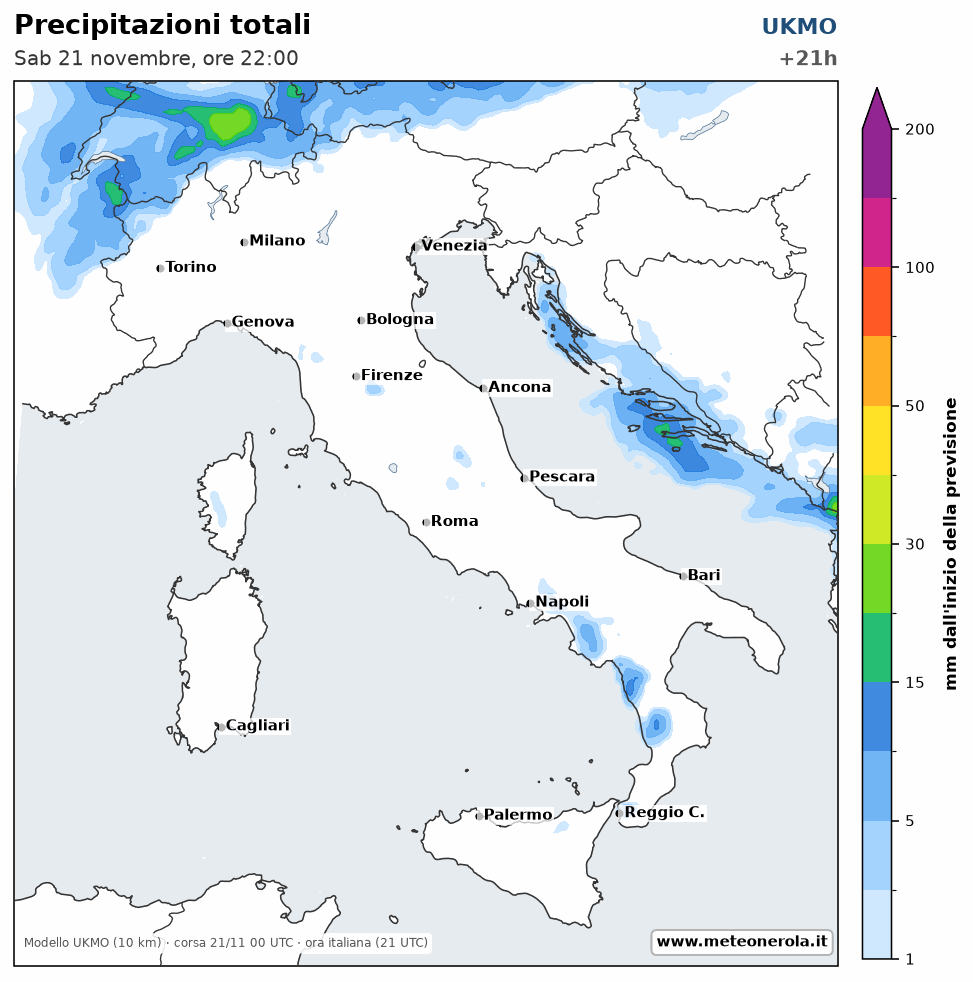 Precipitazioni totali
UKMO
Sab 21 novembre, ore 22:00
+21h
Milano
Venezia
Torino
Genova
Bologna
Firenze
Ancona
Pescara
Roma
Bari
Napoli
Cagliari
Palermo
Reggio C.
200
100
50
30
15
5
1
mm dall'inizio della previsione
Modello UKMO (10 km) · corsa 21/11 00 UTC · ora italiana (21 UTC)
www.meteonerola.it